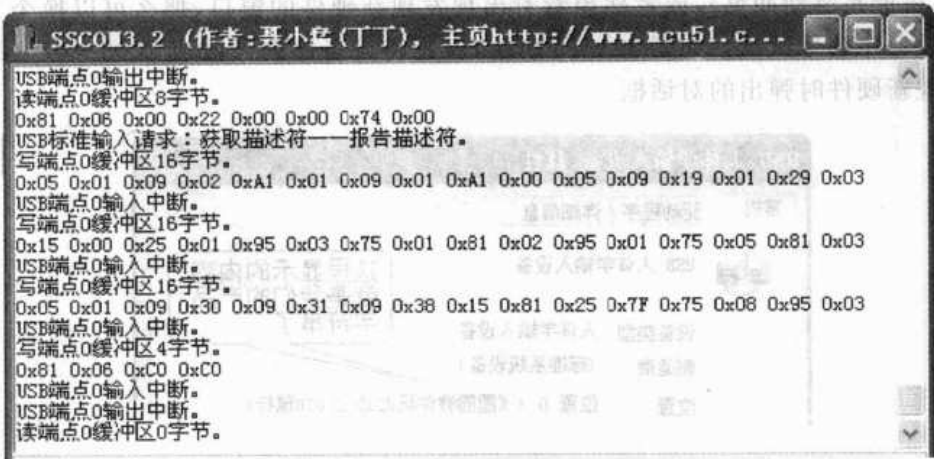 SSCOM3.2 (作者:聂小猛(丁丁), 主页http://www.mcu51.c...
USB端点0输出中断。
读端点0缓冲区8字节。
0x81 0x06 0x00 0x22 0x00 0x00 0x74 0x00
USB标准输入请求:获取描述符——报告描述符。
写端点0缓冲区16字节。
0x05 0x01 0x09 0x02 0xA1 0x01 0x09 0x01 0xA1 0x00 0x05 0x09 0x19 0x01 0x29 0x03
USB端点0输入中断。
写端点0缓冲区16字节。
0x15 0x00 0x25 0x01 0x95 0x03 0x75 0x01 0x81 0x02 0x95 0x01 0x75 0x05 0x81 0x03
USB端点0输入中断。
写端点0缓冲区16字节。
0x05 0x01 0x09 0x30 0x09 0x31 0x09 0x38 0x15 0x81 0x25 0x7F 0x75 0x08 0x95 0x03
USB端点0输入中断。
写端点0缓冲区4字节。
0x81 0x06 0xC0 0xC0
USB端点0输入中断。
USB端点0输出中断。
读端点0缓冲区0字节。